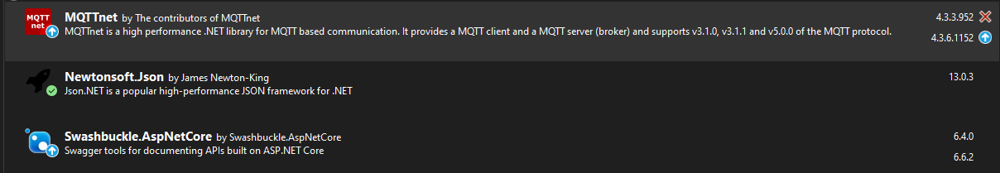 MQTT
net
MQTTnet by The contributors of MQTTnet 4.3.3.952
MQTTnet is a high performance .NET library for MQTT based communication. It provides a MQTT client and a MQTT server (broker) and supports v3.1.0, v3.1.1 and v5.0.0 of the MQTT protocol. 4.3.6.1152
Newtonsoft.Json by James Newton-King 13.0.3
Json.NET is a popular high-performance JSON framework for .NET
Swashbuckle.AspNetCore by Swashbuckle.AspNetCore 6.4.0
Swagger tools for documenting APIs built on ASP.NET Core 6.6.2